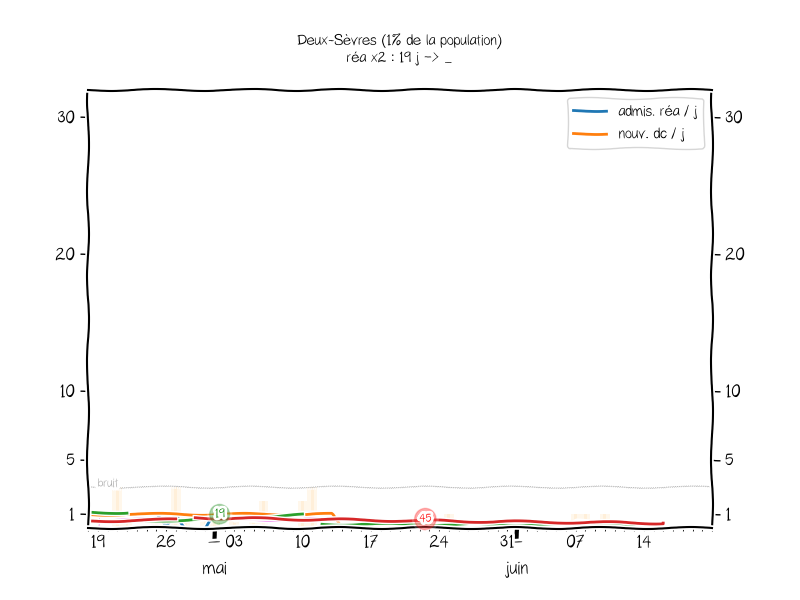 Deux-Sèvres (1% de la population)
réa x2 : 19 j -> _
admis. réa / j
nouv. dc / j
30
20
10
5
1
30
20
10
5
1
bruit
19
45
19 26 03 10 17 24 31 07 14
mai juin